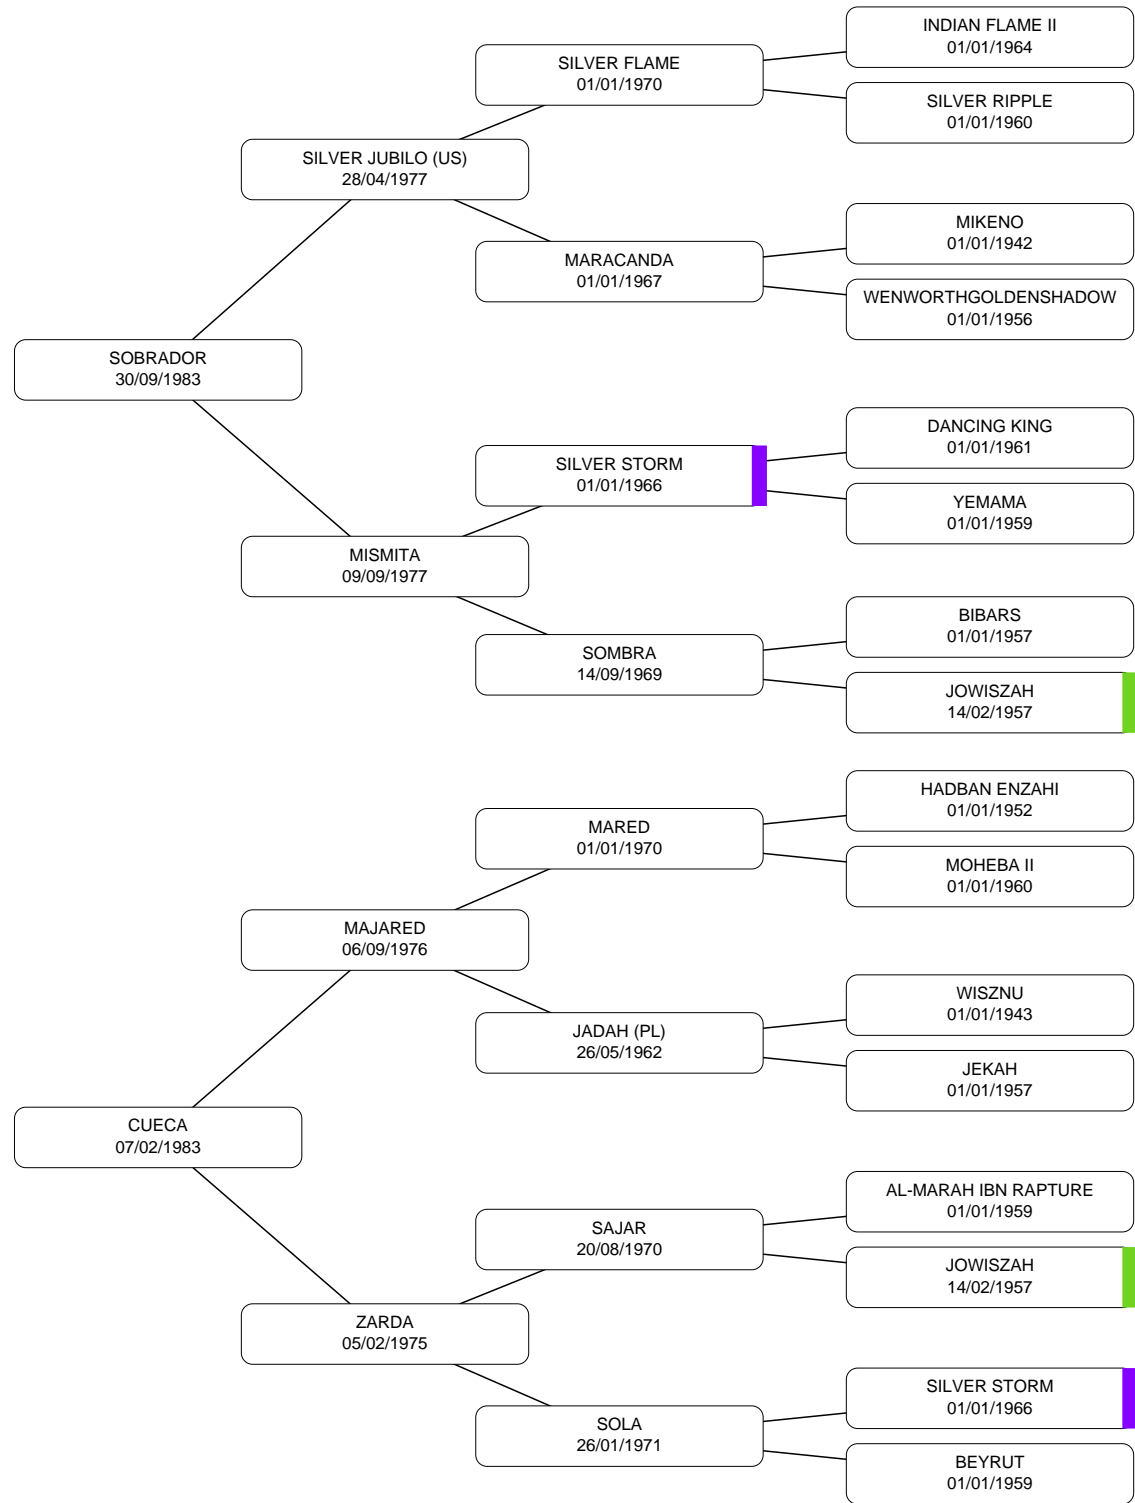 INDIAN FLAME II
01/01/1964
SILVER FLAME
01/01/1970
SILVER RIPPLE
01/01/1960
SILVER JUBILO (US)
28/04/1977
MIKENO
01/01/1942
MARACANDA
01/01/1967
WENWORTHGOLDENSHADOW
01/01/1956
SOBRADOR
30/09/1983
DANCING KING
01/01/1961
SILVER STORM
01/01/1966
YEMAMA
01/01/1959
MISMITA
09/09/1977
BIBARS
01/01/1957
SOMBRA
14/09/1969
JOWISZAH
14/02/1957
HADBAN ENZAHI
01/01/1952
MARED
01/01/1970
MOHEBA II
01/01/1960
MAJARED
06/09/1976
WISZNU
01/01/1943
JADAH (PL)
26/05/1962
JEKAH
01/01/1957
CUECA
07/02/1983
AL-MARAH IBN RAPTURE
01/01/1959
SAJAR
20/08/1970
JOWISZAH
14/02/1957
ZARDA
05/02/1975
SILVER STORM
01/01/1966
SOLA
26/01/1971
BEYRUT
01/01/1959